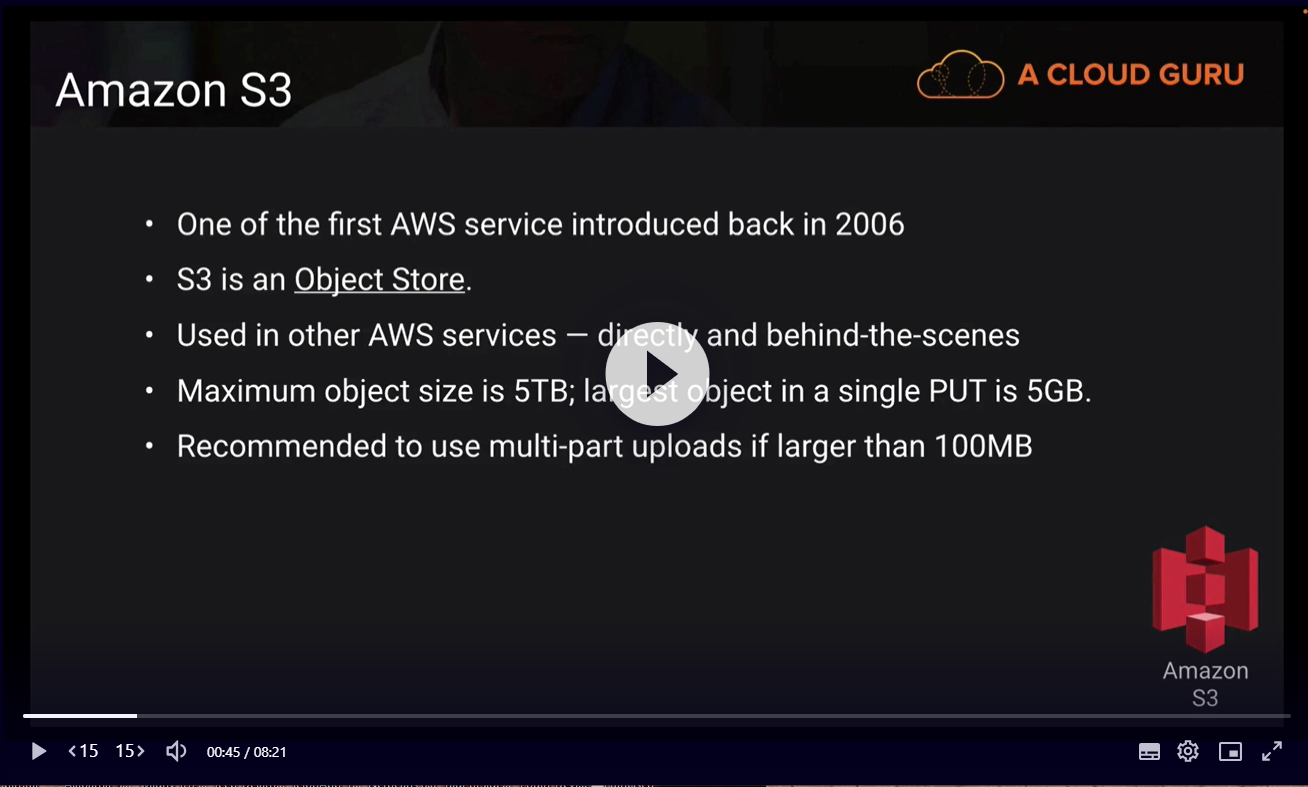 Amazon S3
A CLOUD GURU
• One of the first AWS service introduced back in 2006
• S3 is an Object Store.
• Used in other AWS services — directly and behind-the-scenes
• Maximum object size is 5TB; largest object in a single PUT is 5GB.
• Recommended to use multi-part uploads if larger than 100MB
Amazon
S3
<15 15> 00:45 / 08:21